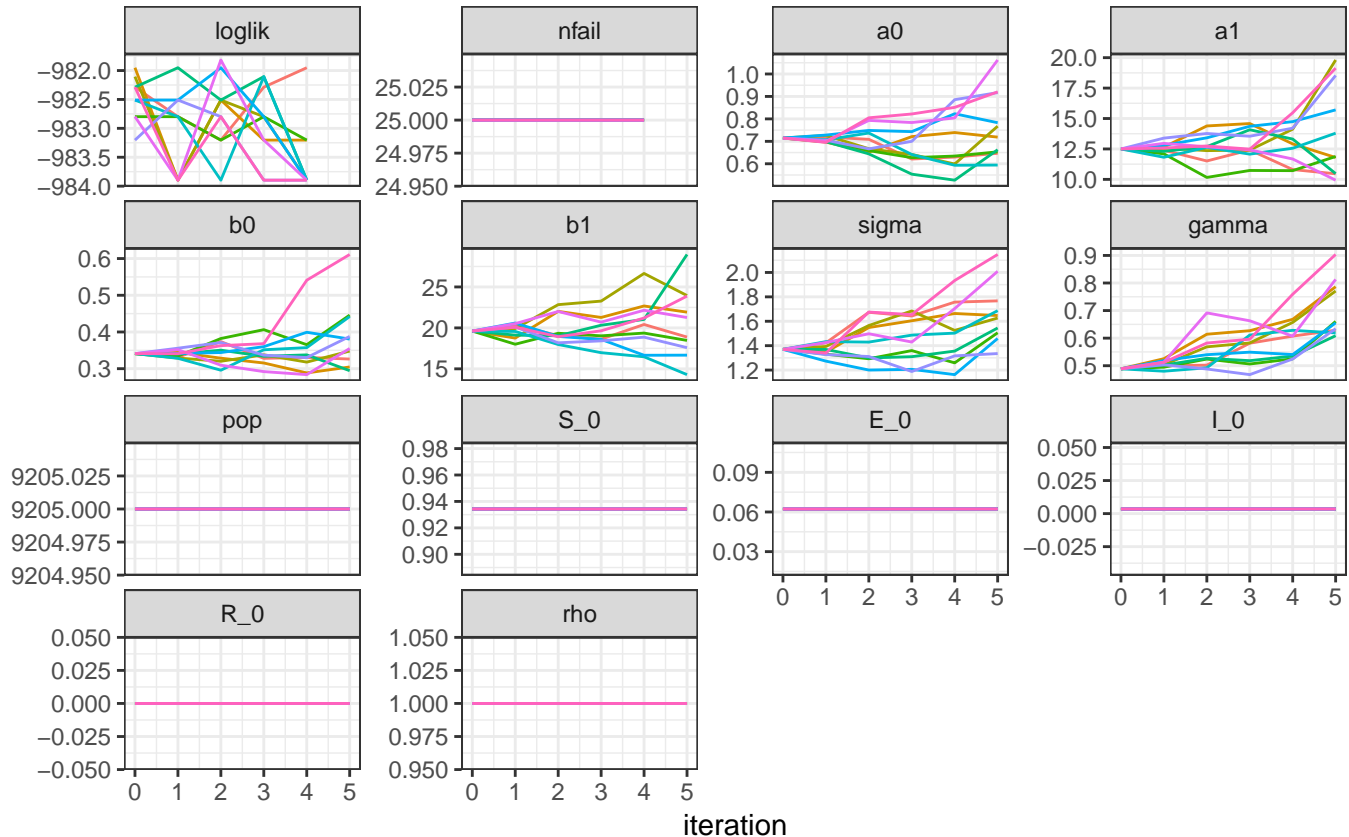 loglik nfail a0 a1
−982.0 −982.5 −983.0 −983.5 −984.0
25.025 25.000 24.975 24.950
1.0 0.9 0.8 0.7 0.6
20.0 17.5 15.0 12.5 10.0
b0 b1 sigma gamma
0.6 0.5 0.4 0.3
25 20 15
2.0 1.8 1.6 1.4 1.2
0.9 0.8 0.7 0.6 0.5
pop S_0 E_0 I_0
9205.025 9205.000 9204.975 9204.950
0.98 0.96 0.94 0.92 0.90
0.09 0.06 0.03
0.050 0.025 0.000 −0.025
0 1 2 3 4 5 0 1 2 3 4 5
R_0 rho
0.050 0.025 0.000 −0.025 −0.050
1.050 1.025 1.000 0.975 0.950
0 1 2 3 4 5 0 1 2 3 4 5
iteration